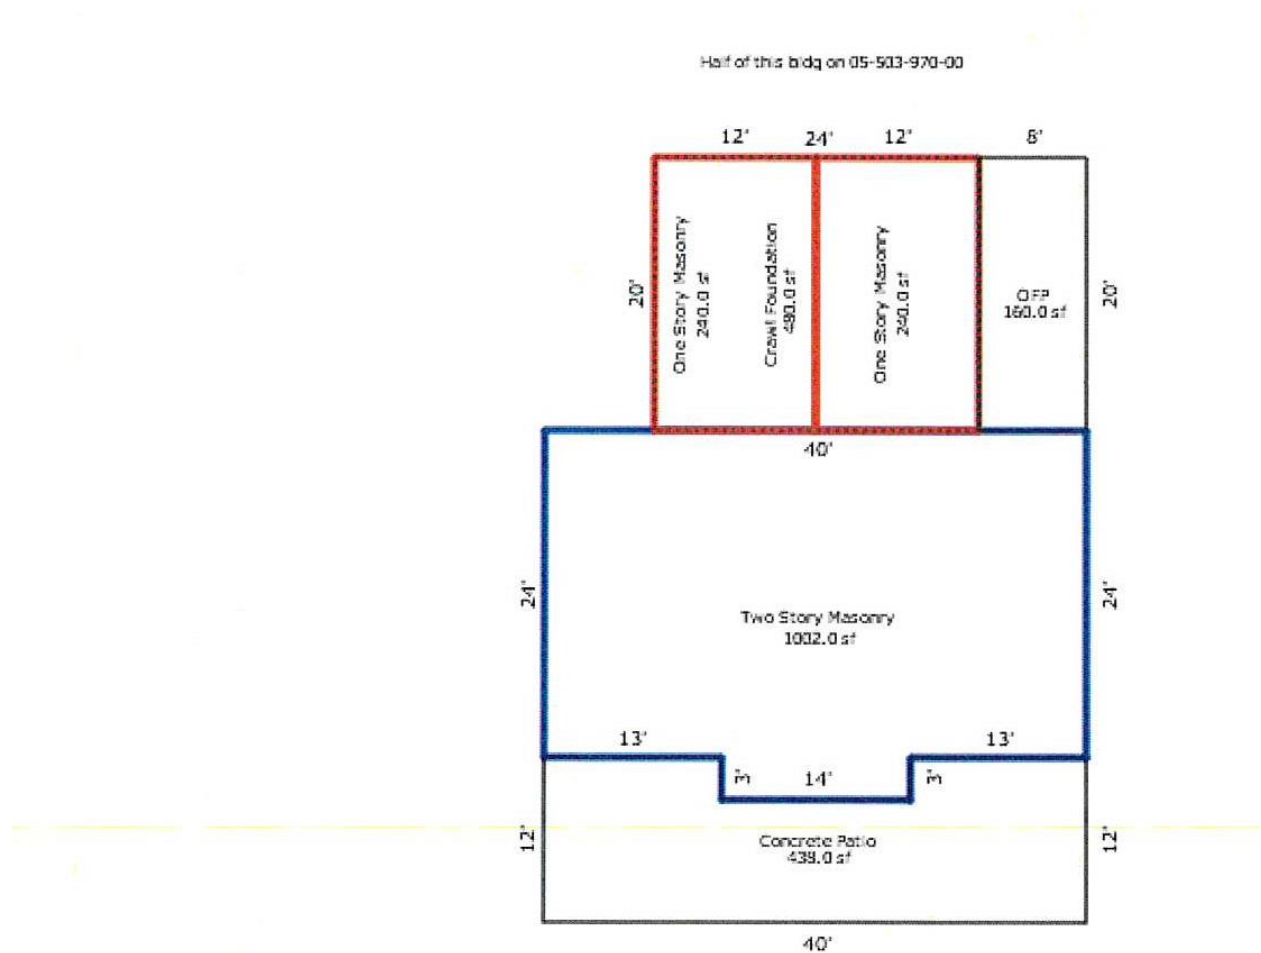 Half of this bldg on 05-503-970-00
12' 24' 12' 8'
20'
One Story Masonry
240.0 sf
Crawl Foundation
480.0 sf
One Story Masonry
240.0 sf
OFP
160.0 sf
20'
40'
24'
24'
Two Story Masonry
1002.0 sf
13'
13'
3'
14'
3'
12'
12'
Concrete Patio
438.0 sf
40'